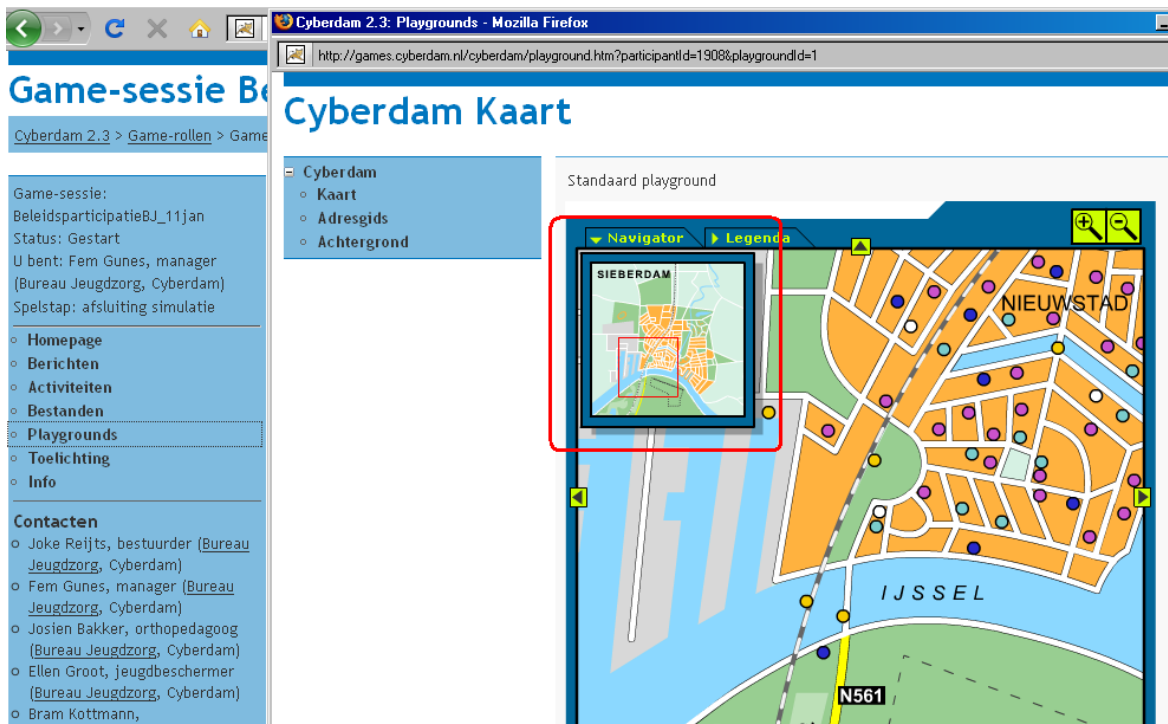 Cyberdam 2.3: Playgrounds - Mozilla Firefox
http://games.cyberdam.nl/cyberdam/playground.htm?participantId=1908&playgroundId=1
Game-sessie Be
Cyberdam 2.3 > Game-rollen > Game
Game-sessie:
BeleidsparticipatieBJ_11jan
Status: Gestart
U bent: Fem Gunes, manager
(Bureau Jeugdzorg, Cyberdam)
Spelstap: afsluiting simulatie
Homepage
Berichten
Activiteiten
Bestanden
Playgrounds
Toelichting
Info
Contacten
Joke Reijts, bestuurder (Bureau
Jeugdzorg, Cyberdam)
Fem Gunes, manager (Bureau
Jeugdzorg, Cyberdam)
Josien Bakker, orthopedagoog
(Bureau Jeugdzorg, Cyberdam)
Ellen Groot, jeugdbeschermer
(Bureau Jeugdzorg, Cyberdam)
Bram Kottmann,
Cyberdam Kaart
Cyberdam
Kaart
Adresgids
Achtergrond
Standaard playground
Navigator
Legenda
SIEBERDAM
NIEUWSTAD
IJSSEL
N561